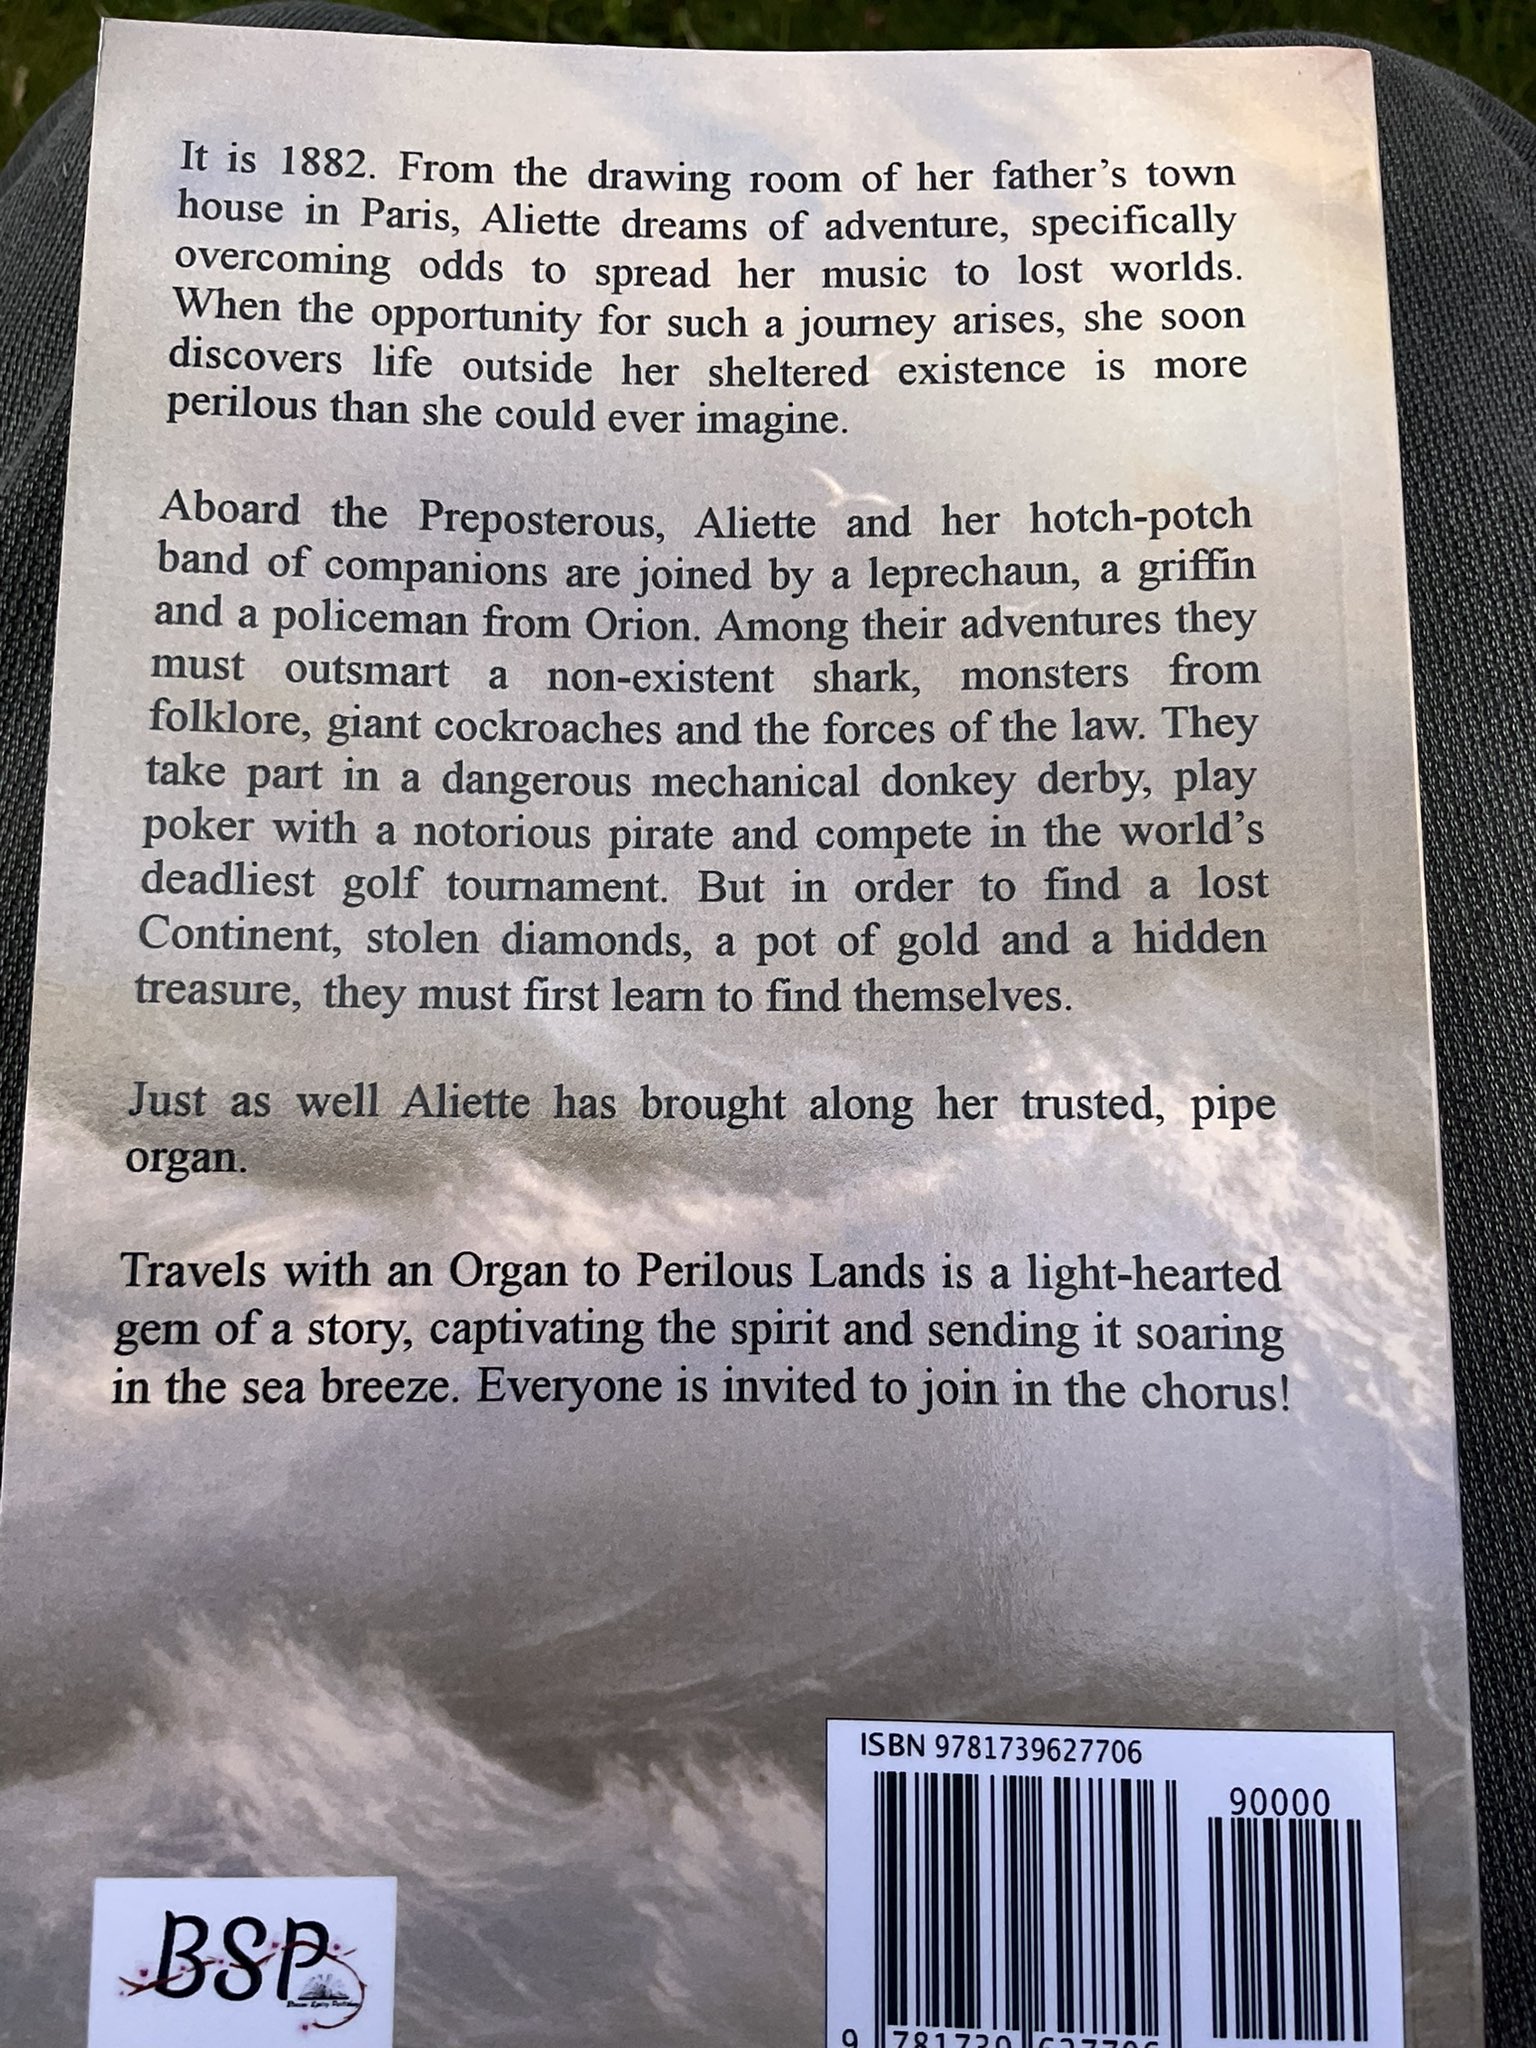 It is 1882. From the drawing room of her father's town
house in Paris, Aliette dreams of adventure, specifically
overcoming odds to spread her music to lost worlds.
When the opportunity for such a journey arises, she soon
discovers life outside her sheltered existence is more
perilous than she could ever imagine.
Aboard the Preposterous, Aliette and her hotch-potch
band of companions are joined by a leprechaun, a griffin
and a policeman from Orion. Among their adventures they
must outsmart a non-existent shark, monsters from
folklore, giant cockroaches and the forces of the law. They
take part in a dangerous mechanical donkey derby, play
poker with a notorious pirate and compete in the world's
deadliest golf tournament. But in order to find a lost
Continent, stolen diamonds, a pot of gold and a hidden
treasure, they must first learn to find themselves.
Just as well Aliette has brought along her trusted, pipe
organ.
Travels with an Organ to Perilous Lands is a light-hearted
gem of a story, captivating the spirit and sending it soaring
in the sea breeze. Everyone is invited to join in the chorus!
ISBN 9781739627706
90000
9 781739 627706
BSP